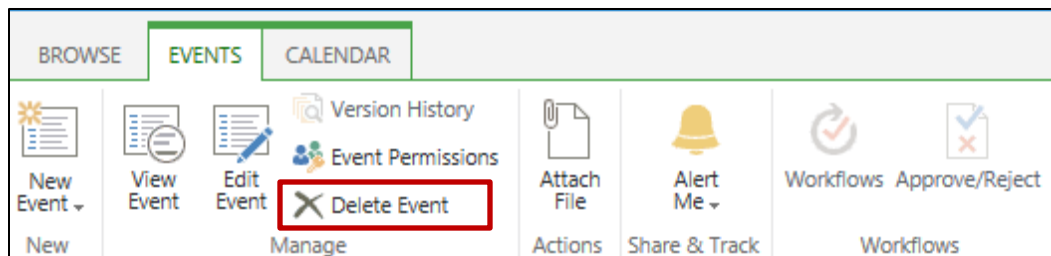 BROWSE EVENTS CALENDAR
New
Event
New
View
Event
Edit
Event
Version History
Event Permissions
Delete Event
Manage
Attach
File
Actions
Alert
Me
Share & Track
Workflows Approve/Reject
Workflows